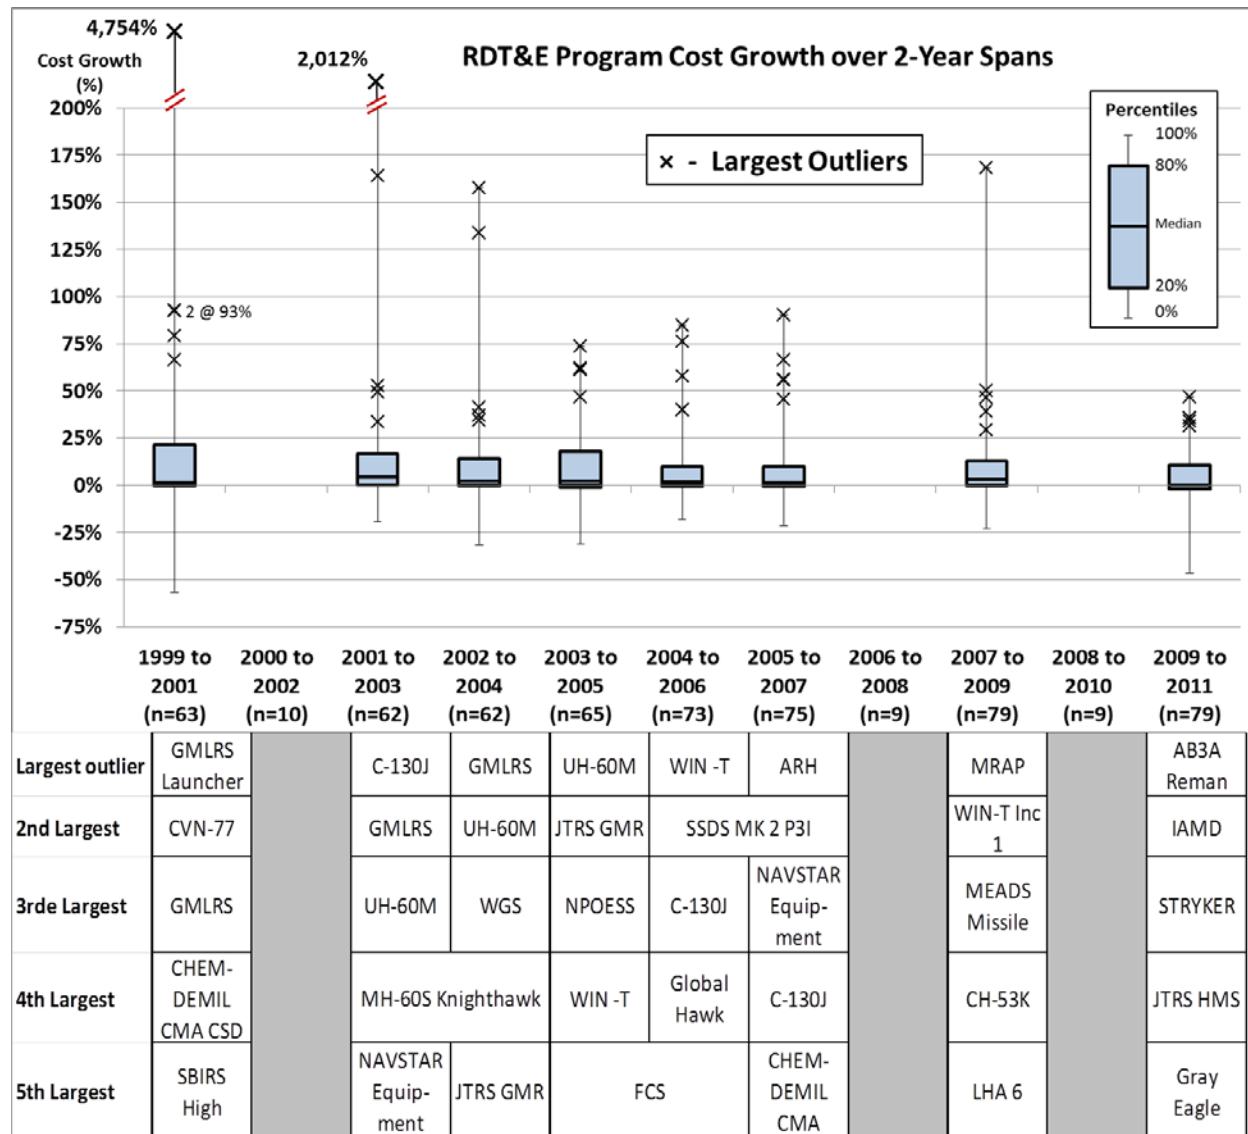 4,754%
Cost Growth
(%)
2,012%
RDT&E Program Cost Growth over 2-Year Spans
200%
175%
150%
125%
100%
75%
50%
25%
0%
-25%
-50%
-75%
2 @ 93%
× - Largest Outliers
Percentiles
100%
80%
Median
20%
0%
1999 to 2000 to 2001 to 2002 to 2003 to 2004 to 2005 to 2006 to 2007 to 2008 to 2009 to
2001 2002 2003 2004 2005 2006 2007 2008 2009 2010 2011
(n=63) (n=10) (n=62) (n=62) (n=65) (n=73) (n=75) (n=9) (n=79) (n=9) (n=79)
Largest outlier
GMLRS
Launcher
C-130J
GMLRS
UH-60M
WIN -T
ARH
MRAP
AB3A
Reman
2nd Largest
CVN-77
GMLRS
UH-60M
JTRS GMR
SSDS MK 2 P3I
WIN-T Inc
1
IAMD
3rde Largest
GMLRS
UH-60M
WGS
NPOESS
C-130J
NAVSTAR
Equip-
ment
MEADS
Missile
STRYKER
4th Largest
CHEM-
DEMIL
CMA CSD
MH-60S Knighthawk
WIN -T
Global
Hawk
C-130J
CH-53K
JTRS HMS
5th Largest
SBIRS
High
NAVSTAR
Equip-
ment
JTRS GMR
FCS
CHEM-
DEMIL
CMA
LHA 6
Gray
Eagle